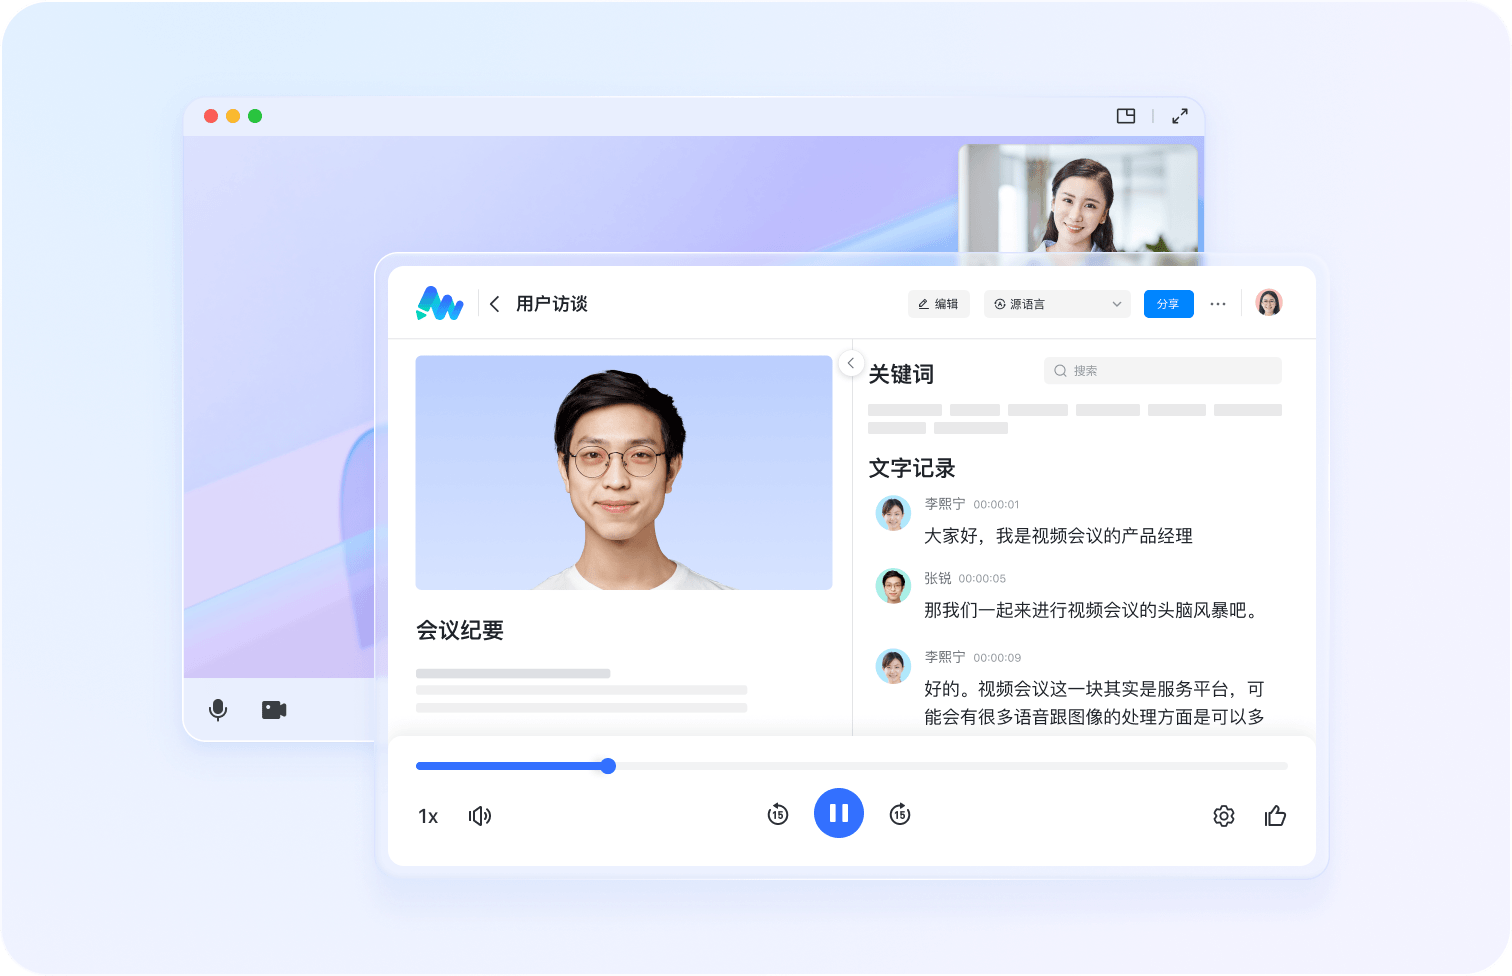 用户访谈
编辑
源语言
分享
关键词
搜索
文字记录
李熙宁 00:00:01
大家好，我是视频会议的产品经理
张锐 00:00:05
那我们一起来进行视频会议的头脑风暴吧。
李熙宁 00:00:09
好的。视频会议这一块其实是服务平台，可
能会有很多语音跟图像的处理方面是可以多
会议纪要
1x
15
15